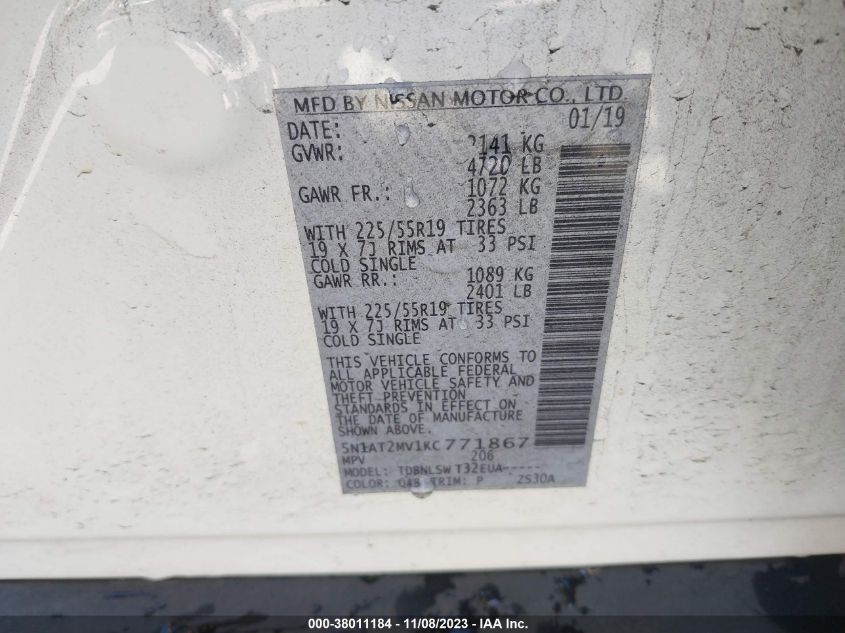 MFD BY NISSAN MOTOR CO., LTD
DATE: 01/19
GVWR: 2141 KG
4720 LB
GAWR FR.: 1072 KG
2363 LB
WITH 225/55R19 TIRES
19 X 7J RIMS AT 33 PSI
COLD SINGLE
GAWR RR.: 1089 KG
2401 LB
WITH 225/55R19 TIRES
19 X 7J RIMS AT 33 PSI
COLD SINGLE
THIS VEHICLE CONFORMS TO
ALL APPLICABLE FEDERAL
MOTOR VEHICLE SAFETY AND
THEFT PREVENTION
STANDARDS IN EFFECT ON
THE DATE OF MANUFACTURE
SHOWN ABOVE.
5N1AT2MV1KC771867
MPV 206
MODEL: TDBNLSW T32EUA-----
COLOR: TRIM: P ZS30A
000-38011184 - 11/08/2023 - IAA Inc.